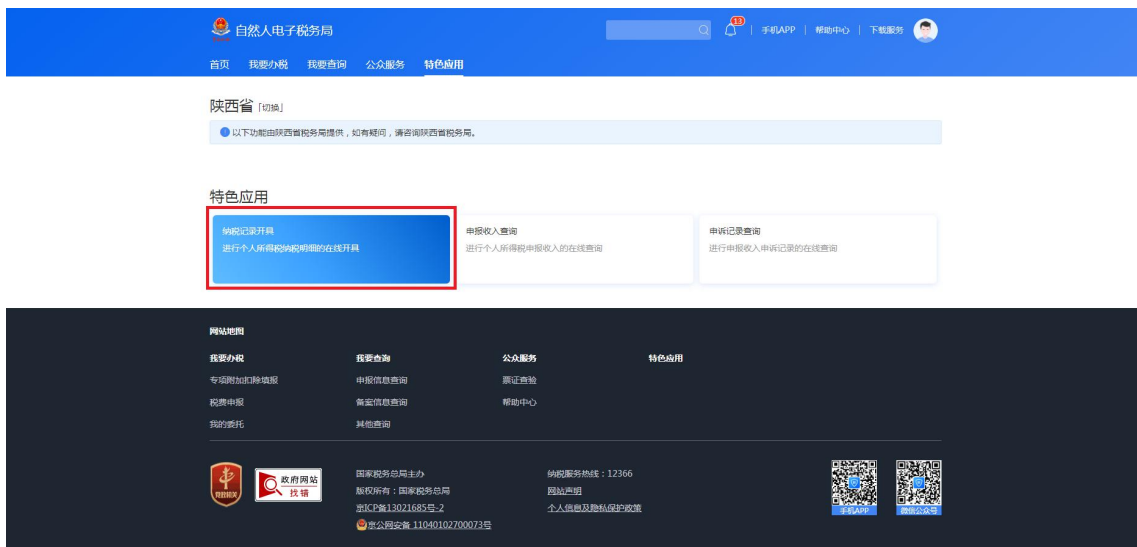 自然人电子税务局
13
手机APP | 帮助中心 | 下载服务
首页 我要办税 我要查询 公众服务 特色应用
陕西省「切换」
以下功能由陕西省税务局提供，如有疑问，请咨询陕西省税务局。
特色应用
纳税记录开具
进行个人所得税纳税明细的在线开具
申报收入查询
进行个人所得税申报收入的在线查询
申诉记录查询
进行申报收入申诉记录的在线查询
网站地图
我要办税 我要查询 公众服务 特色应用
专项附加扣除填报 申报信息查询 票证查验
税费申报 备案信息查询 帮助中心
我的委托 其他查询
政府网站
找错
国家税务总局主办
版权所有：国家税务总局
京ICP备13021685号-2
京公网安备 11040102700073号
纳税服务热线：12366
网站声明
个人信息及隐私保护政策
手机APP
微信公众号